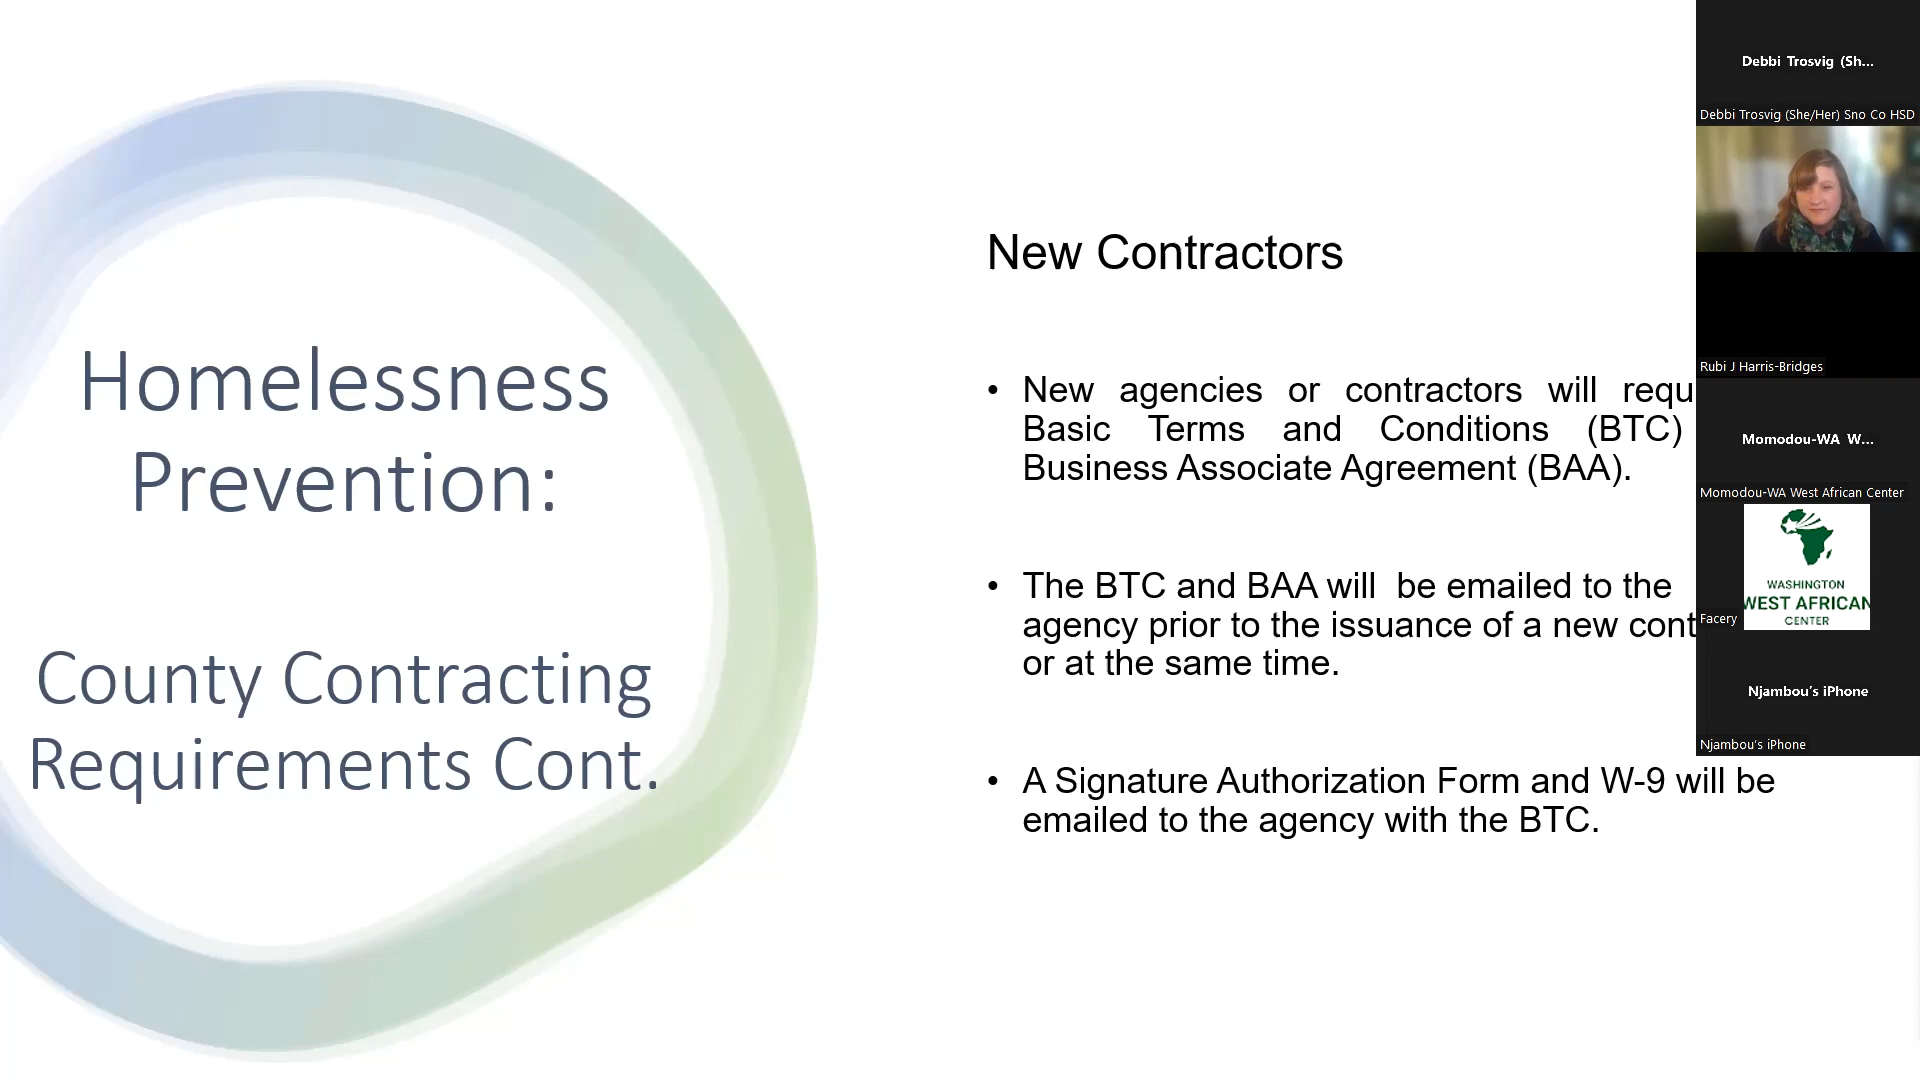 Homelessness
Prevention:
County Contracting
Requirements Cont.
New Contractors
• New agencies or contractors will requ
Basic Terms and Conditions (BTC)
Business Associate Agreement (BAA).
• The BTC and BAA will be emailed to the
agency prior to the issuance of a new cont
or at the same time.
• A Signature Authorization Form and W-9 will be
emailed to the agency with the BTC.
Debbi Trosvig (Sh...
Debbi Trosvig (She/Her) Sno Co HSD
Rubi J Harris-Bridges
Momodou-WA W...
Momodou-WA West African Center
WASHINGTON
WEST AFRICAN
CENTER
Facery
Njambou's iPhone
Njambou's iPhone